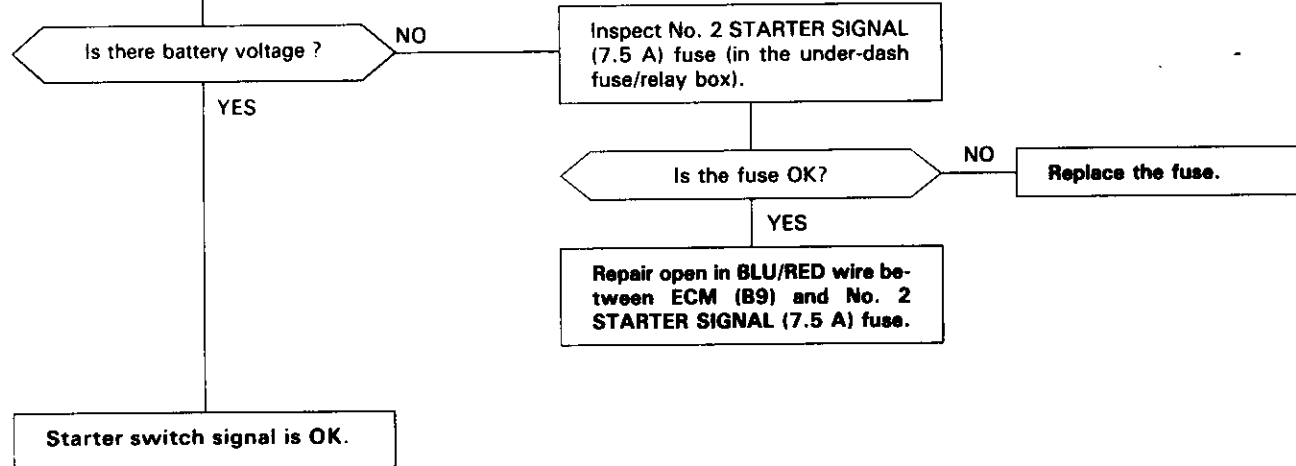 Is there battery voltage ?
NO
Inspect No. 2 STARTER SIGNAL
(7.5 A) fuse (in the under-dash
fuse/relay box).
YES
Is the fuse OK?
NO
Replace the fuse.
YES
Repair open in BLU/RED wire be-
tween ECM (B9) and No. 2
STARTER SIGNAL (7.5 A) fuse.
Starter switch signal is OK.